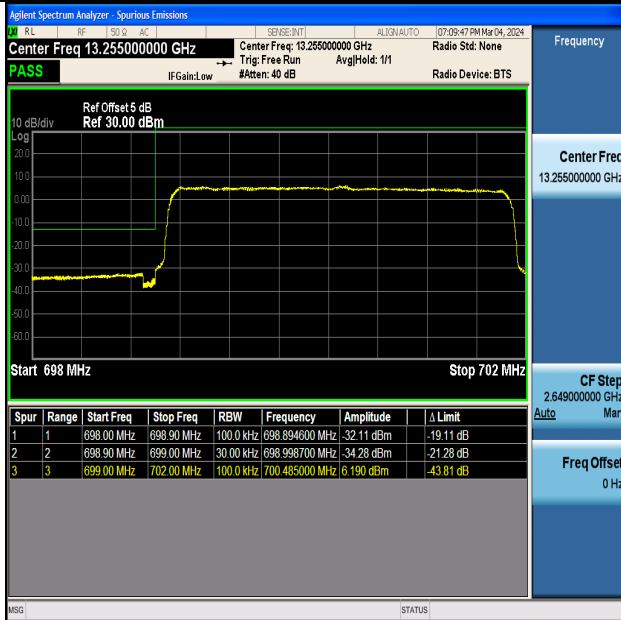 Agilent Spectrum Analyzer - Spurious Emissions
RL RF 50 Ω AC SENSE:INT ALIGN AUTO 07:09:47 PM Mar 04, 2024
Center Freq 13.255000000 GHz Center Freq: 13.255000000 GHz Radio Std: None
Trig: Free Run Avg|Hold: 1/1
PASS IFGain:Low #Atten: 40 dB Radio Device: BTS
Ref Offset 5 dB
10 dB/div Ref 30.00 dBm
Log
20.0
10.0
0.00
-10.0
-20.0
-30.0
-40.0
-50.0
-60.0
Start 698 MHz Stop 702 MHz
Spur Range Start Freq Stop Freq RBW Frequency Amplitude Δ Limit
1 1 698.00 MHz 698.90 MHz 100.0 kHz 698.894600 MHz -32.11 dBm -19.11 dB
2 2 698.90 MHz 699.00 MHz 30.00 kHz 698.998700 MHz -34.28 dBm -21.28 dB
3 3 699.00 MHz 702.00 MHz 100.0 kHz 700.485000 MHz 6.190 dBm -43.81 dB
MSG STATUS
Frequency
Center Freq
13.255000000 GHz
CF Step
2.649000000 GHz
Auto Man
Freq Offset
0 Hz